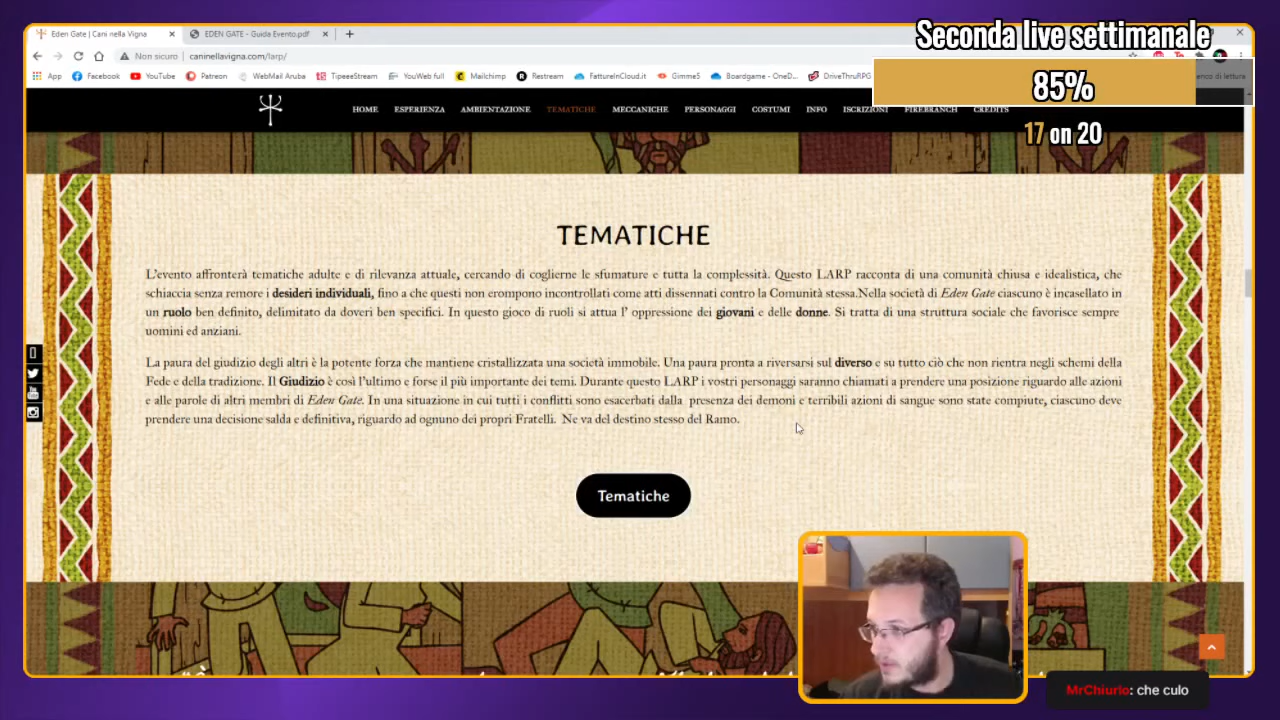 Eden Gate | Cani nella Vigna
EDEN GATE - Guida Evento.pdf
Seconda live settimanale
Non sicuro
caninellavigna.com/larp/
App
Facebook
YouTube
Patreon
WebMail Aruba
TipeeeStream
YouWeb full
Mailchimp
Restream
FattureInCloud.it
Gimme5
Boardgame - OneD...
DriveThruRPG
enco di lettura
85%
17 on 20
HOME
ESPERIENZA
AMBIENTAZIONE
TEMATICHE
MECCANICHE
PERSONAGGI
COSTUMI
INFO
ISCRIZIONI
FIREBRANCH
CREDITS
TEMATICHE
L'evento affronterà tematiche adulte e di rilevanza attuale, cercando di coglierne le sfumature e tutta la complessità. Questo LARP racconta di una comunità chiusa e idealistica, che
schiaccia senza remore i desideri individuali, fino a che questi non erompono incontrollati come atti dissennati contro la Comunità stessa.Nella società di Eden Gate ciascuno è incasellato in
un ruolo ben definito, delimitato da doveri ben specifici. In questo gioco di ruoli si attua l' oppressione dei giovani e delle donne. Si tratta di una struttura sociale che favorisce sempre
uomini ed anziani.
La paura del giudizio degli altri è la potente forza che mantiene cristallizzata una società immobile. Una paura pronta a riversarsi sul diverso e su tutto ciò che non rientra negli schemi della
Fede e della tradizione. Il Giudizio è così l'ultimo e forse il più importante dei temi. Durante questo LARP i vostri personaggi saranno chiamati a prendere una posizione riguardo alle azioni
e alle parole di altri membri di Eden Gate. In una situazione in cui tutti i conflitti sono esacerbati dalla presenza dei demoni e terribili azioni di sangue sono state compiute, ciascuno deve
prendere una decisione salda e definitiva, riguardo ad ognuno dei propri Fratelli. Ne va del destino stesso del Ramo.
Tematiche
MrChiurlo: che culo